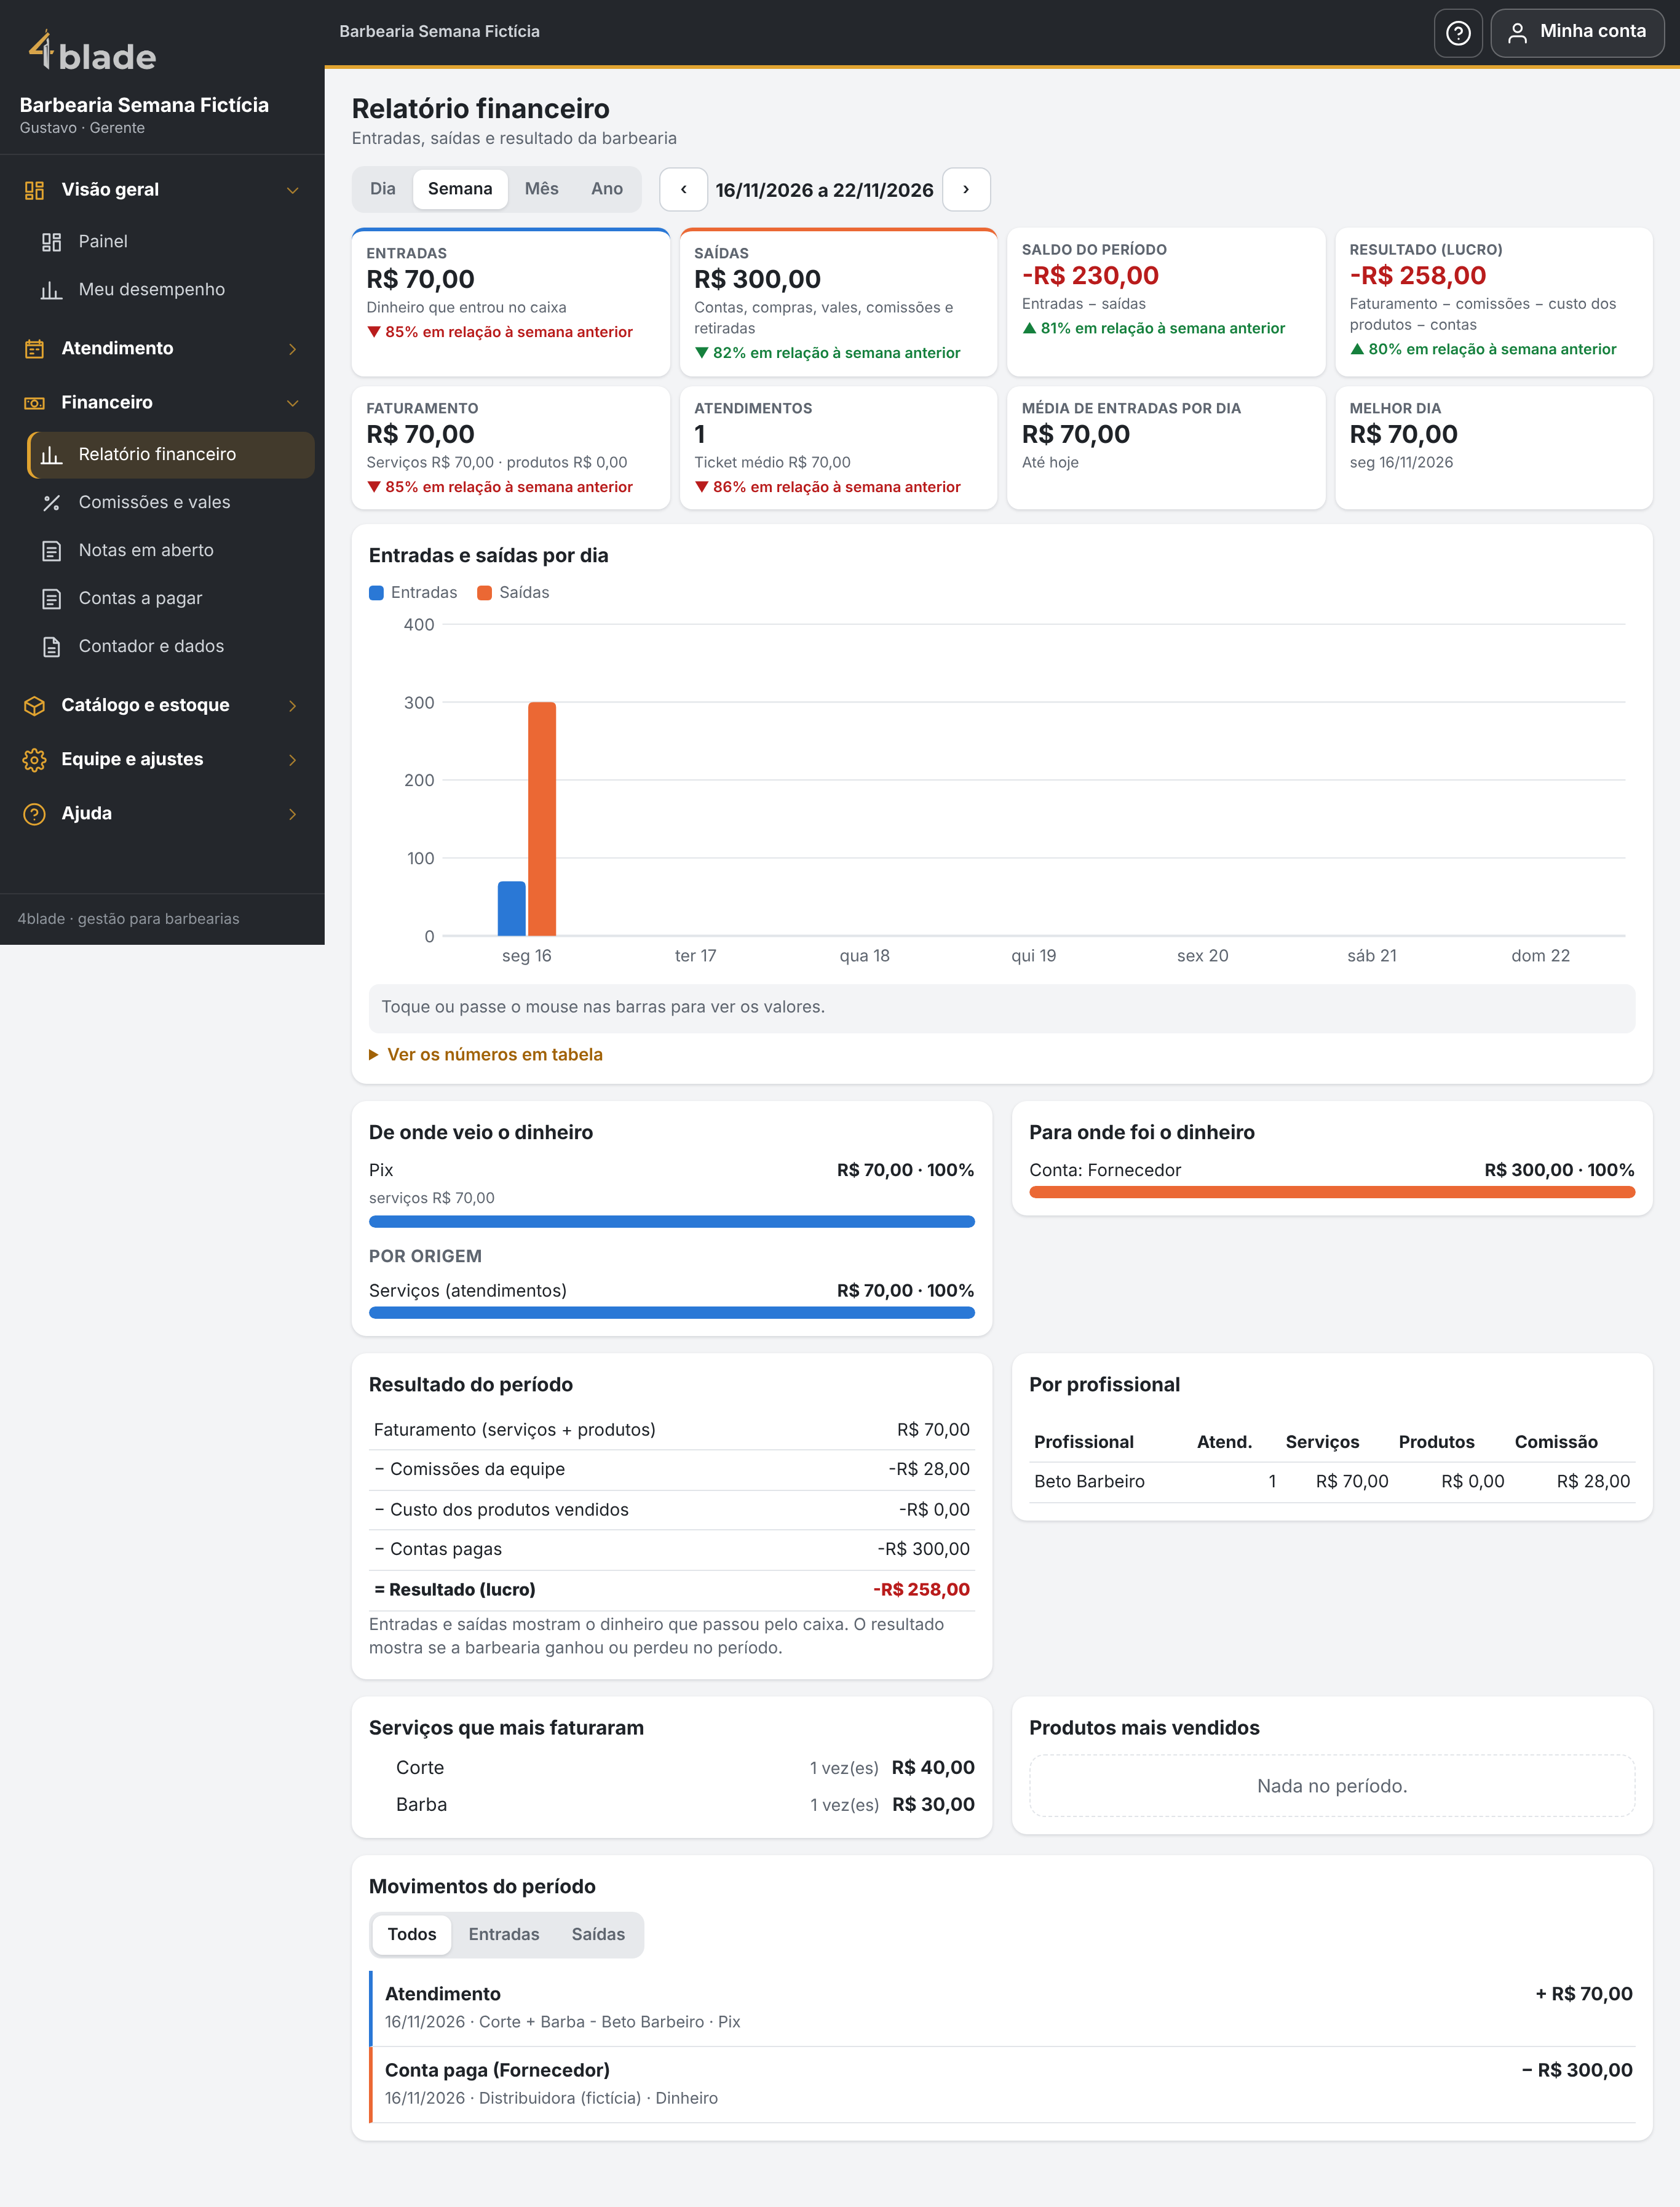 4blade
Barbearia Semana Fictícia
Gustavo · Gerente
Visão geral
Painel
Meu desempenho
Atendimento
Financeiro
Relatório financeiro
Comissões e vales
Notas em aberto
Contas a pagar
Contador e dados
Catálogo e estoque
Equipe e ajustes
Ajuda
4blade · gestão para barbearias
Barbearia Semana Fictícia
Minha conta
Relatório financeiro
Entradas, saídas e resultado da barbearia
Dia Semana Mês Ano ‹ 16/11/2026 a 22/11/2026 ›
ENTRADAS
R$ 70,00
Dinheiro que entrou no caixa
▼ 85% em relação à semana anterior
SAÍDAS
R$ 300,00
Contas, compras, vales, comissões e
retiradas
▼ 82% em relação à semana anterior
SALDO DO PERÍODO
-R$ 230,00
Entradas − saídas
▲ 81% em relação à semana anterior
RESULTADO (LUCRO)
-R$ 258,00
Faturamento − comissões − custo dos
produtos − contas
▲ 80% em relação à semana anterior
FATURAMENTO
R$ 70,00
Serviços R$ 70,00 · produtos R$ 0,00
▼ 85% em relação à semana anterior
ATENDIMENTOS
1
Ticket médio R$ 70,00
▼ 86% em relação à semana anterior
MÉDIA DE ENTRADAS POR DIA
R$ 70,00
Até hoje
MELHOR DIA
R$ 70,00
seg 16/11/2026
Entradas e saídas por dia
Entradas Saídas
400
300
200
100
0
seg 16 ter 17 qua 18 qui 19 sex 20 sáb 21 dom 22
Toque ou passe o mouse nas barras para ver os valores.
▶ Ver os números em tabela
De onde veio o dinheiro
Pix R$ 70,00 · 100%
serviços R$ 70,00
POR ORIGEM
Serviços (atendimentos) R$ 70,00 · 100%
Para onde foi o dinheiro
Conta: Fornecedor R$ 300,00 · 100%
Resultado do período
Faturamento (serviços + produtos) R$ 70,00
− Comissões da equipe -R$ 28,00
− Custo dos produtos vendidos -R$ 0,00
− Contas pagas -R$ 300,00
= Resultado (lucro) -R$ 258,00
Entradas e saídas mostram o dinheiro que passou pelo caixa. O resultado
mostra se a barbearia ganhou ou perdeu no período.
Por profissional
Profissional Atend. Serviços Produtos Comissão
Beto Barbeiro 1 R$ 70,00 R$ 0,00 R$ 28,00
Serviços que mais faturaram
Corte 1 vez(es) R$ 40,00
Barba 1 vez(es) R$ 30,00
Produtos mais vendidos
Nada no período.
Movimentos do período
Todos Entradas Saídas
Atendimento + R$ 70,00
16/11/2026 · Corte + Barba - Beto Barbeiro · Pix
Conta paga (Fornecedor) − R$ 300,00
16/11/2026 · Distribuidora (fictícia) · Dinheiro